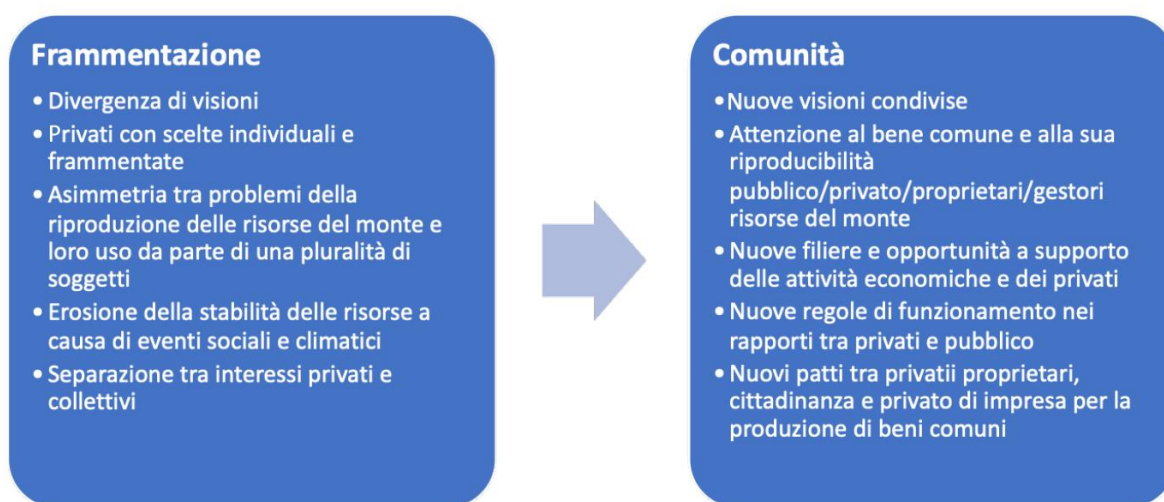 Frammentazione
• Divergenza di visioni
• Privati con scelte individuali e
frammentate
• Asimmetria tra problemi della
riproduzione delle risorse del monte e
loro uso da parte di una pluralità di
soggetti
• Erosione della stabilità delle risorse a
causa di eventi sociali e climatici
• Separazione tra interessi privati e
collettivi
Comunità
• Nuove visioni condivise
• Attenzione al bene comune e alla sua
riproducibilità
pubblico/privato/proprietari/gestori
risorse del monte
• Nuove filiere e opportunità a supporto
delle attività economiche e dei privati
• Nuove regole di funzionamento nei
rapporti tra privati e pubblico
• Nuovi patti tra privatii proprietari,
cittadinanza e privato di impresa per la
produzione di beni comuni